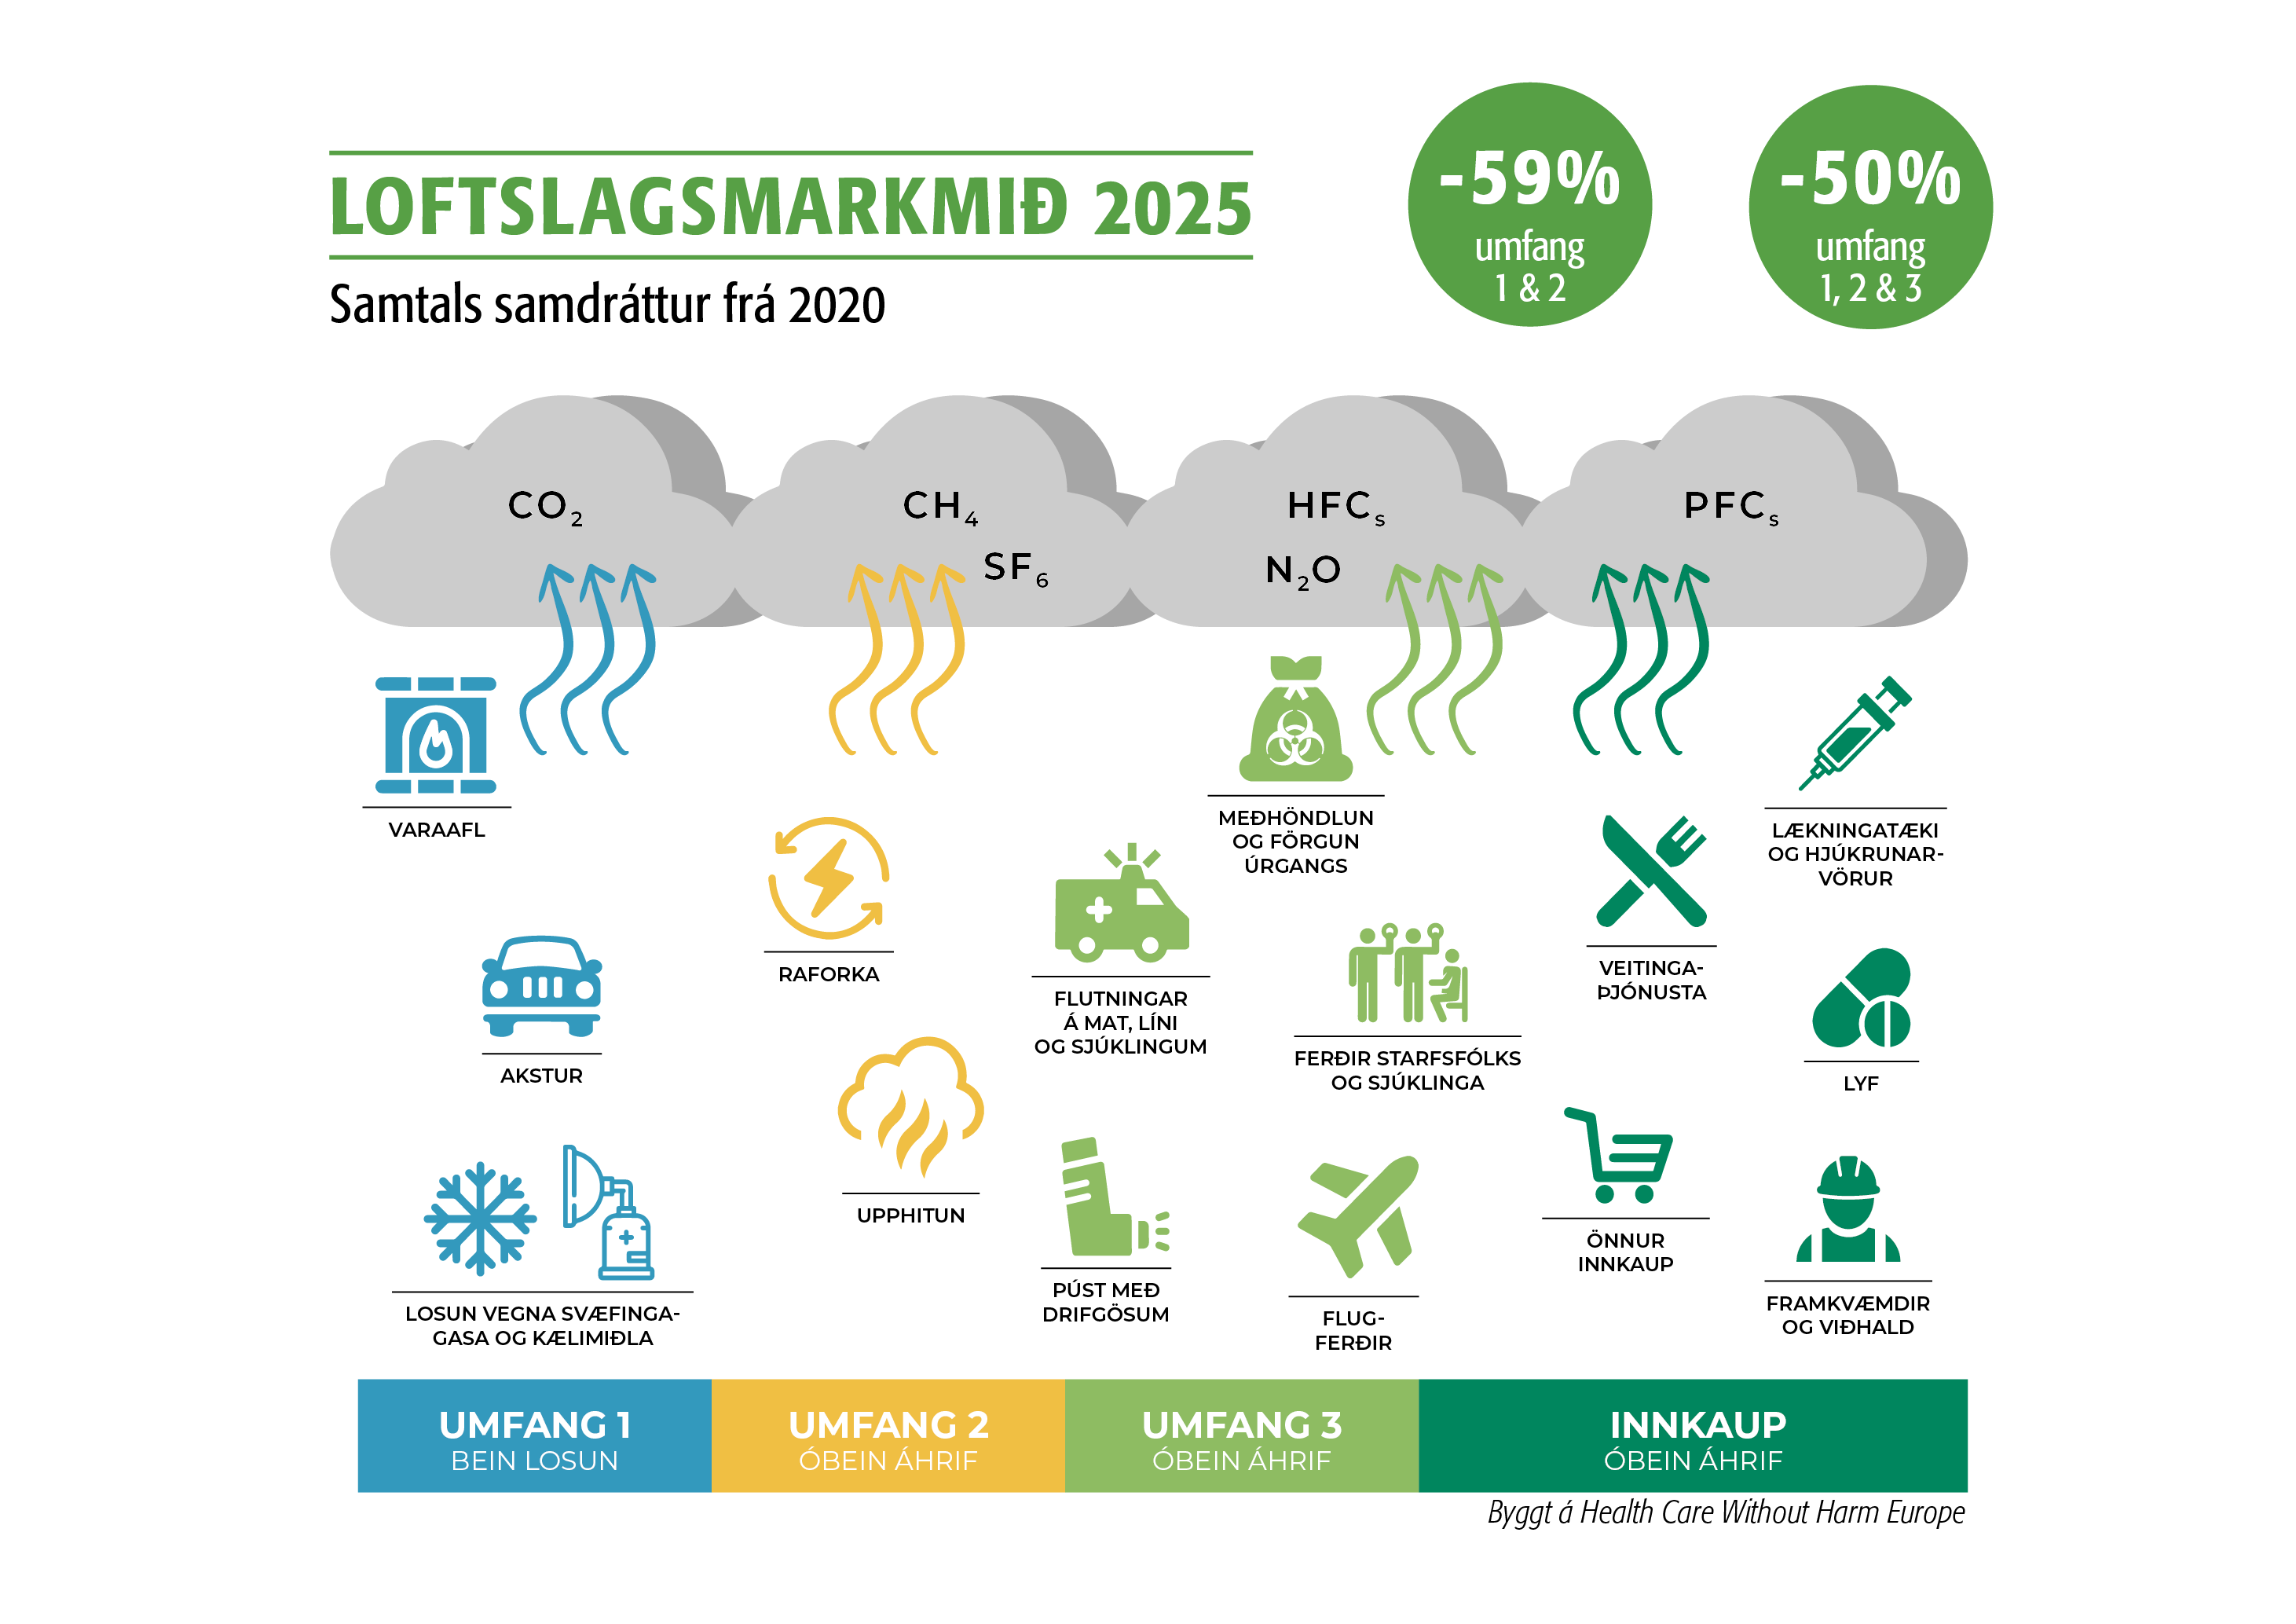 LOFTSLAGSMARKMIÐ 2025
Samtals samdráttur frá 2020
-59%
umfang
1 & 2
-50%
umfang
1, 2 & 3
CO₂
CH₄
SF₆
HFCₛ
N₂O
PFCₛ
VARAAFL
AKSTUR
LOSUN VEGNA SVÆFINGA-
GASA OG KÆLIMIÐLA
RAFORKA
UPPHITUN
MEÐHÖNDLUN
OG FÖRGUN
ÚRGANGS
FLUTNINGAR
Á MAT, LÍNI
OG SJÚKLINGUM
FERÐIR STARFSFÓLKS
OG SJÚKLINGA
PÚST MEÐ
DRIFGÖSUM
FLUG-
FERÐIR
VEITINGA-
ÞJÓNUSTA
LÆKNINGATÆKI
OG HJÚKRUNAR-
VÖRUR
LYF
ÖNNUR
INNKAUP
FRAMKVÆMDIR
OG VIÐHALD
UMFANG 1
BEIN LOSUN
UMFANG 2
ÓBEIN ÁHRIF
UMFANG 3
ÓBEIN ÁHRIF
INNKAUP
ÓBEIN ÁHRIF
Byggt á Health Care Without Harm Europe